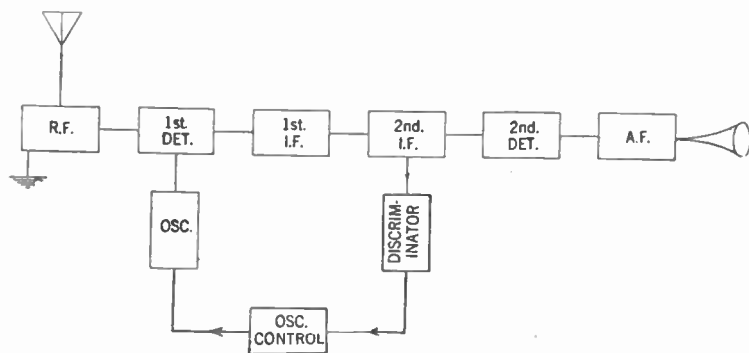 R.F.
1st.
DET.
1st.
I.F.
2nd.
I.F.
2nd.
DET.
A.F.
OSC.
DISCRIM-
INATOR
OSC.
CONTROL